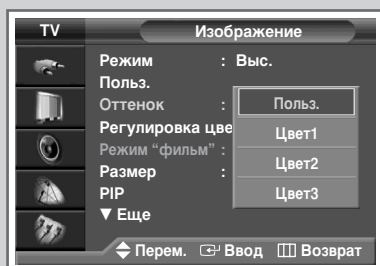 TV Изображение
Режим : Выс.
Польз.
Оттенок :
Регулировка цве
Режим “фильм” :
Размер :
PIP
▼ Еще
Польз.
Цвет1
Цвет2
Цвет3
Перем. Ввод Возврат